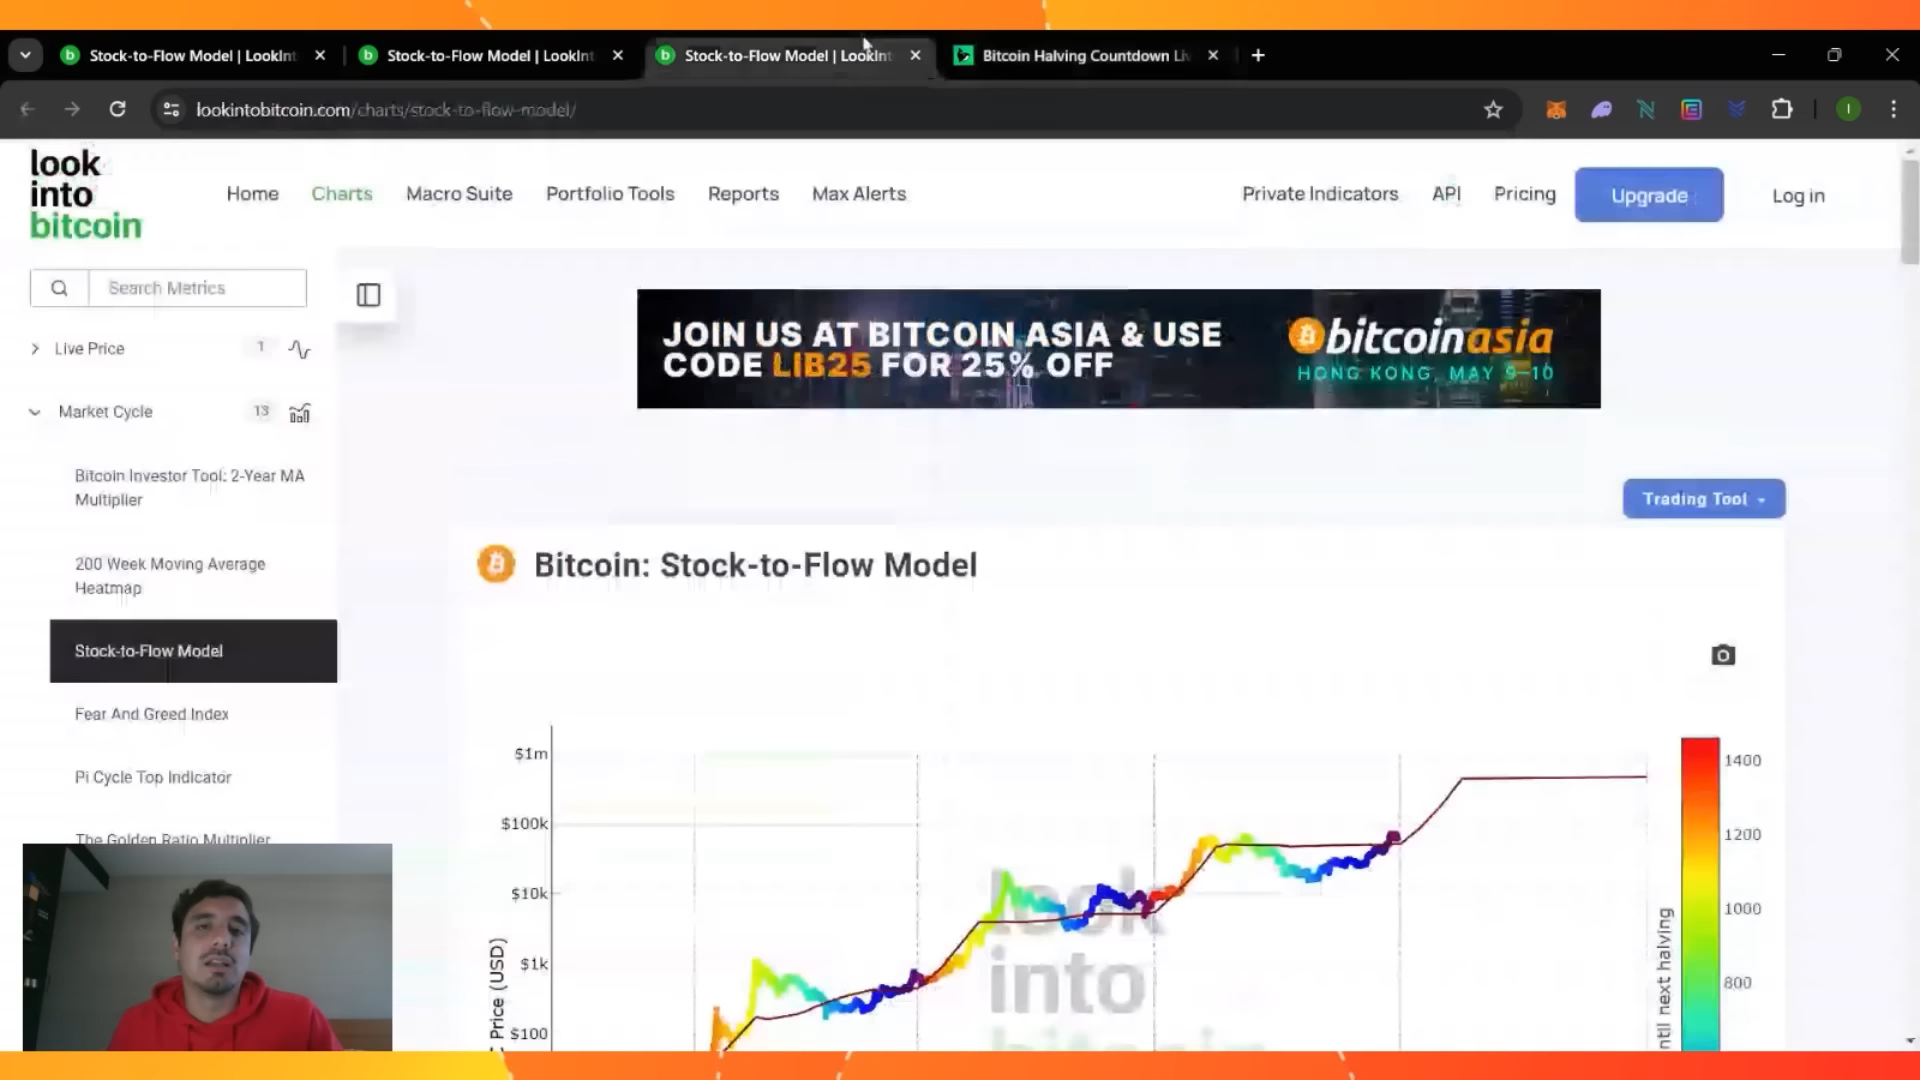 Stock-to-Flow Model | LookInt
Stock-to-Flow Model | LookInt
Stock-to-Flow Model | LookInt
Bitcoin Halving Countdown Li
lookintobitcoin.com/charts/stock-to-flow-model/
I
look
into
bitcoin
Home
Charts
Macro Suite
Portfolio Tools
Reports
Max Alerts
Private Indicators
API
Pricing
Upgrade
Log in
Search Metrics
Live Price
1
Market Cycle
13
Bitcoin Investor Tool: 2-Year MA
Multiplier
200 Week Moving Average
Heatmap
Stock-to-Flow Model
Fear And Greed Index
Pi Cycle Top Indicator
The Golden Ratio Multiplier
JOIN US AT BITCOIN ASIA & USE
CODE LIB25 FOR 25% OFF
bitcoinasia
HONG KONG, MAY 9-10
Trading Tool
Bitcoin: Stock-to-Flow Model
$1m
$100k
$10k
$1k
$100
Price (USD)
look
into
bitcoin
1400
1200
1000
800
until next halving